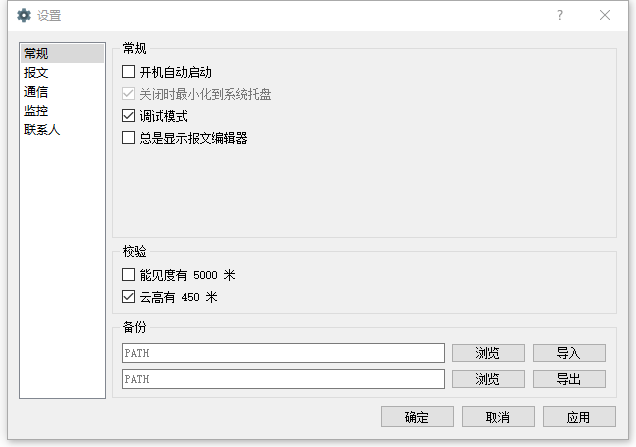 设置
常规
报文
通信
监控
联系人
常规
开机自动启动
关闭时最小化到系统托盘
调试模式
总是显示报文编辑器
校验
能见度有 5000 米
云高有 450 米
备份
PATH 浏览 导入
PATH 浏览 导出
确定 取消 应用